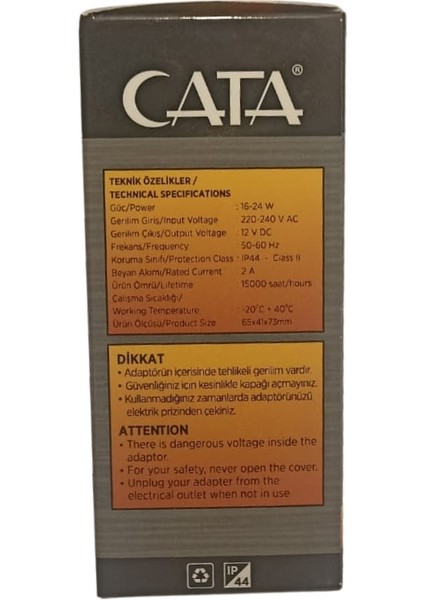 CATA®
TEKNİK ÖZELİKLER /
TECHNICAL SPECIFICATIONS
Güç/Power : 16-24 W
Gerilim Giriş/Input Voltage 220-240 V AC
Gerilim Çıkış/Output Voltage : 12 V DC
Frekans/Frequency : 50-60 Hz
Koruma Sınıfı/Protection Class : IP44 - Class II
Beyan Akımı/Rated Current : 2 A
Ürün Ömrü/Lifetime : 15000 saat/hours
Çalışma Sıcaklığı/
Working Temperature : -20°C + 40°C
Ürün Ölçüsü/Product Size : 65x41x73mm
DİKKAT
• Adaptörün içerisinde tehlikeli gerilim vardır.
• Güvenliğiniz için kesinlikle kapağı açmayınız.
• Kullanmadığınız zamanlarda adaptörünüzü
elektrik prizinden çekiniz.
ATTENTION
• There is dangerous voltage inside the
adaptor.
• For your safety, never open the cover.
• Unplug your adapter from the
electrical outlet when not in use
IP
44